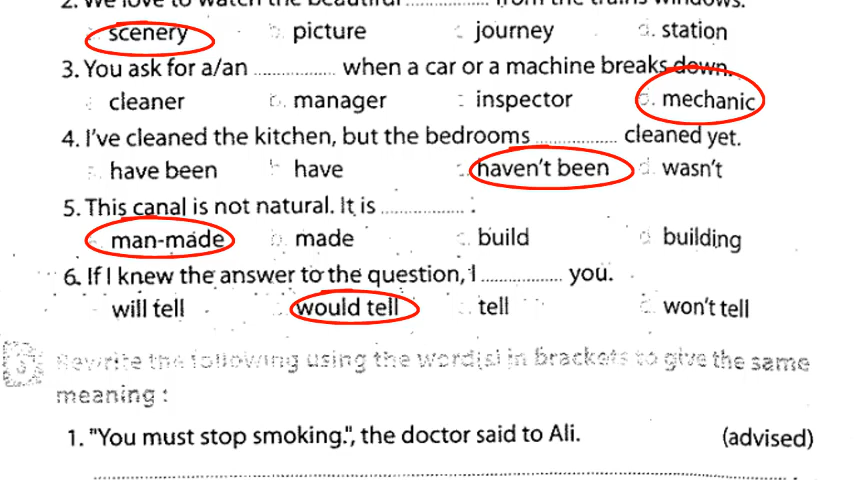 2. We love to watch the beautiful .................. from the trains windows.
scenery b. picture c. journey d. station
3. You ask for a/an .................. when a car or a machine breaks down.
cleaner b. manager c. inspector d. mechanic
4. I've cleaned the kitchen, but the bedrooms .................. cleaned yet.
a. have been b. have c. haven't been d. wasn't
5. This canal is not natural. It is .................. .
a. man-made b. made c. build d. building
6. If I knew the answer to the question, I .................. you.
will tell would tell tell d. won't tell
3 Rewrite the following using the word(s) in brackets to give the same
meaning :
1. "You must stop smoking.", the doctor said to Ali. (advised)